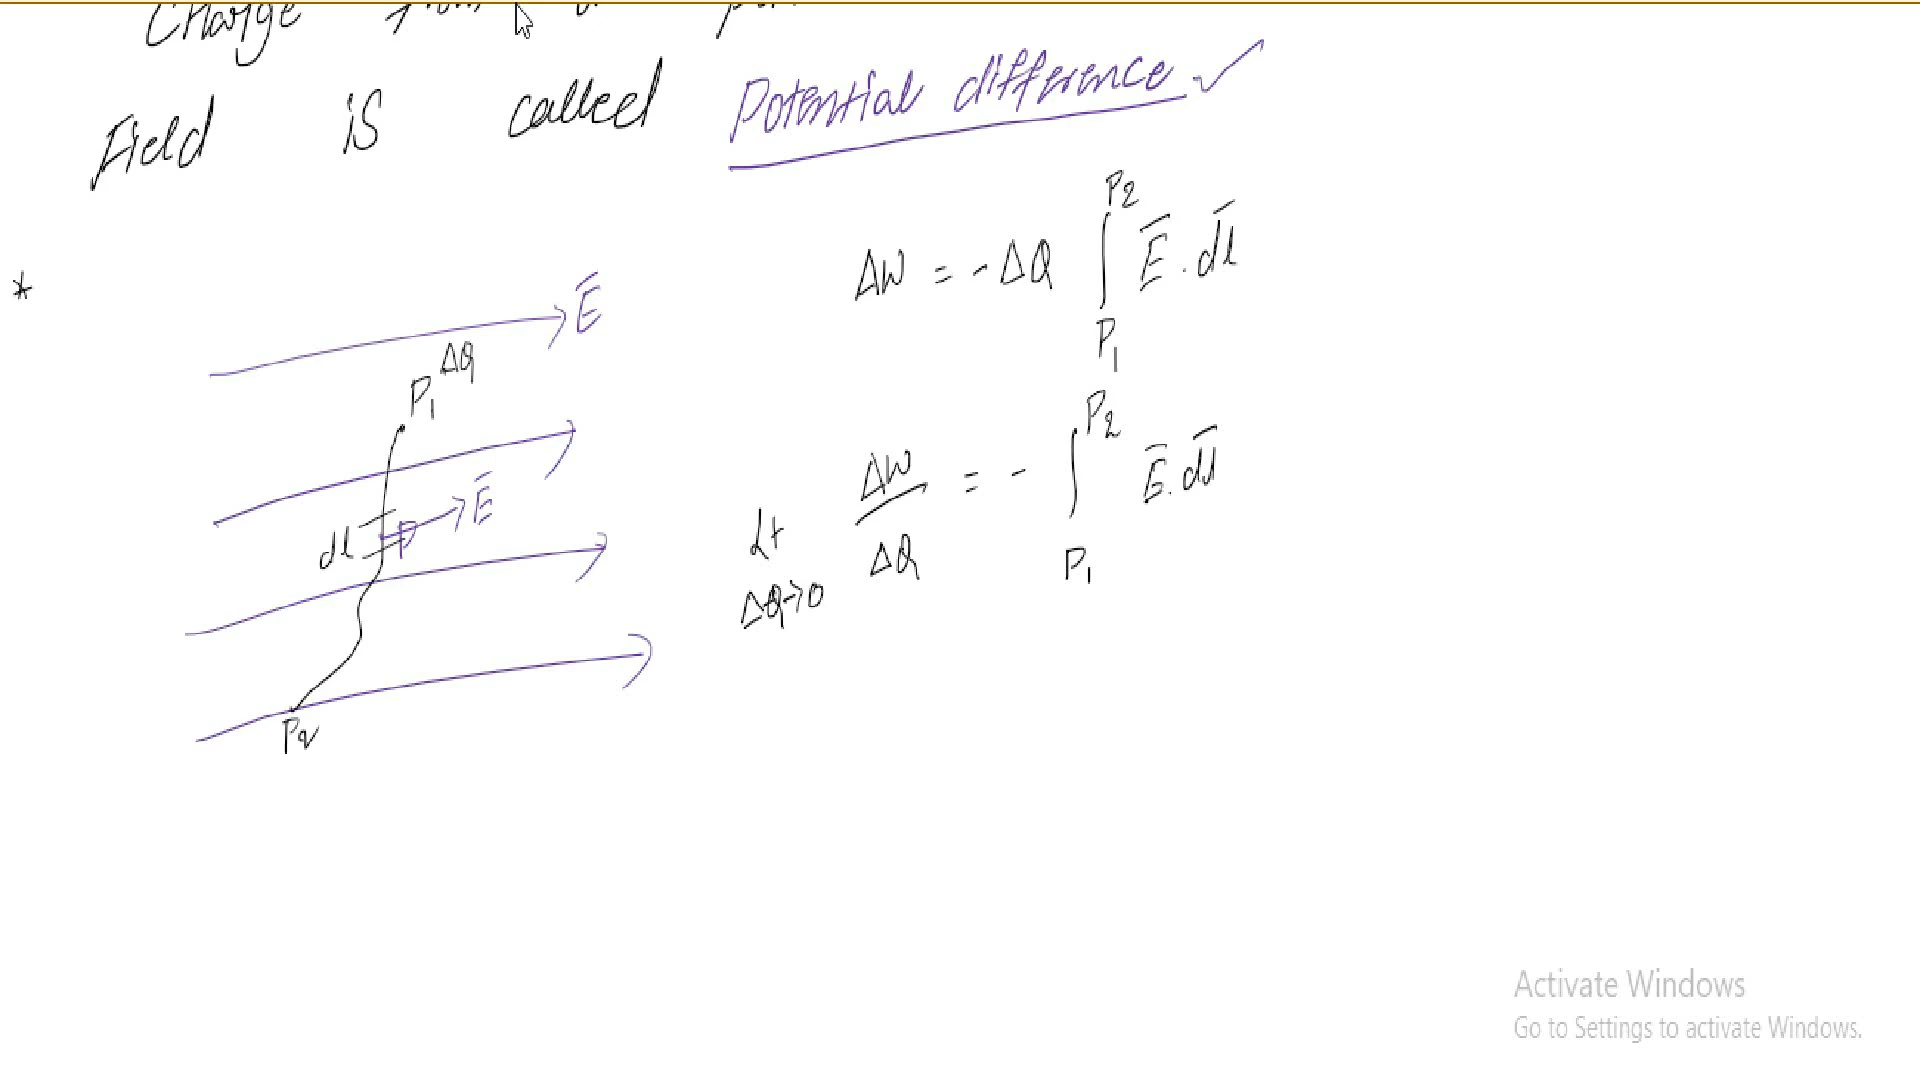 Charge from
Field is called Potential difference ✓
ΔW = -ΔQ ∫ P2 P1 Ē . dl̄
*
Ē
P1 ΔQ
Lt ΔQ→0 ΔW/ΔQ = - ∫ P2 P1 Ē . dl̄
dl P Ē
P2
Activate Windows
Go to Settings to activate Windows.